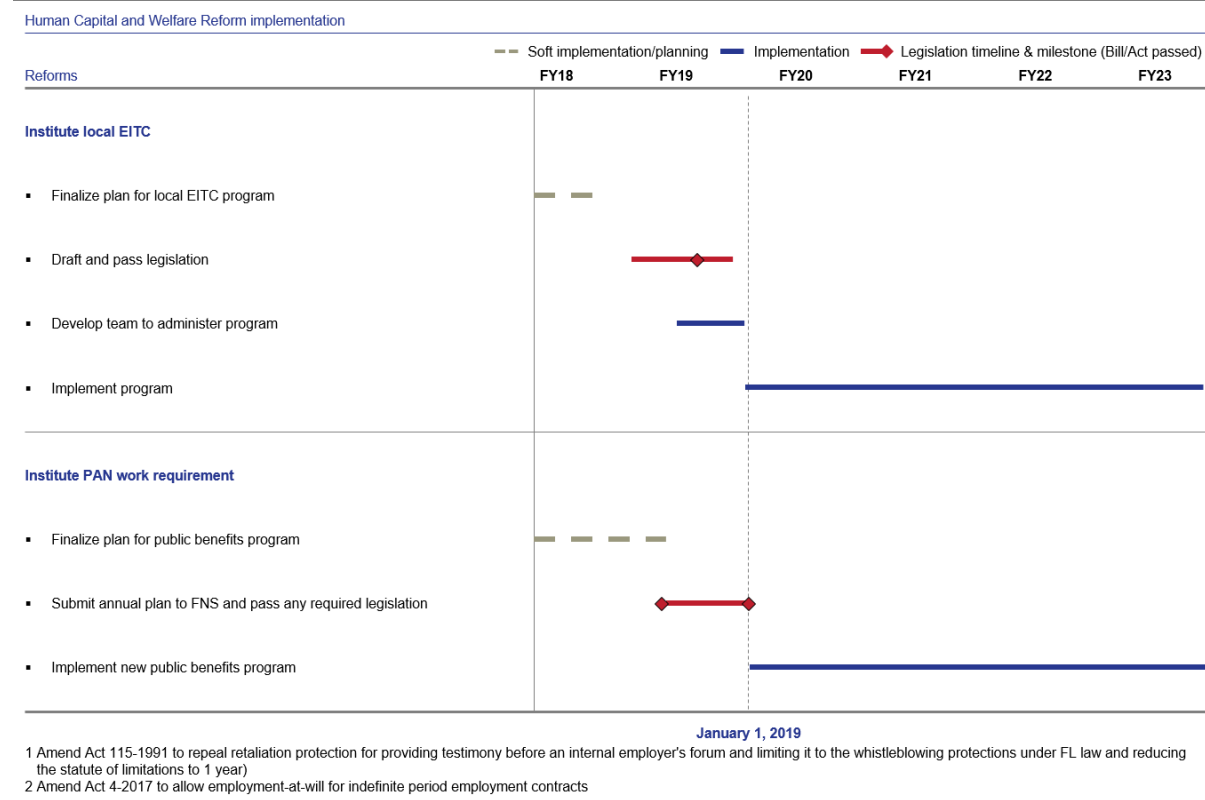 Human Capital and Welfare Reform implementation
Soft implementation/planning Implementation Legislation timeline & milestone (Bill/Act passed)
Reforms FY18 FY19 FY20 FY21 FY22 FY23
Institute local EITC
▪ Finalize plan for local EITC program
▪ Draft and pass legislation
▪ Develop team to administer program
▪ Implement program
Institute PAN work requirement
▪ Finalize plan for public benefits program
▪ Submit annual plan to FNS and pass any required legislation
▪ Implement new public benefits program
January 1, 2019
1 Amend Act 115-1991 to repeal retaliation protection for providing testimony before an internal employer's forum and limiting it to the whistleblowing protections under FL law and reducing
the statute of limitations to 1 year)
2 Amend Act 4-2017 to allow employment-at-will for indefinite period employment contracts